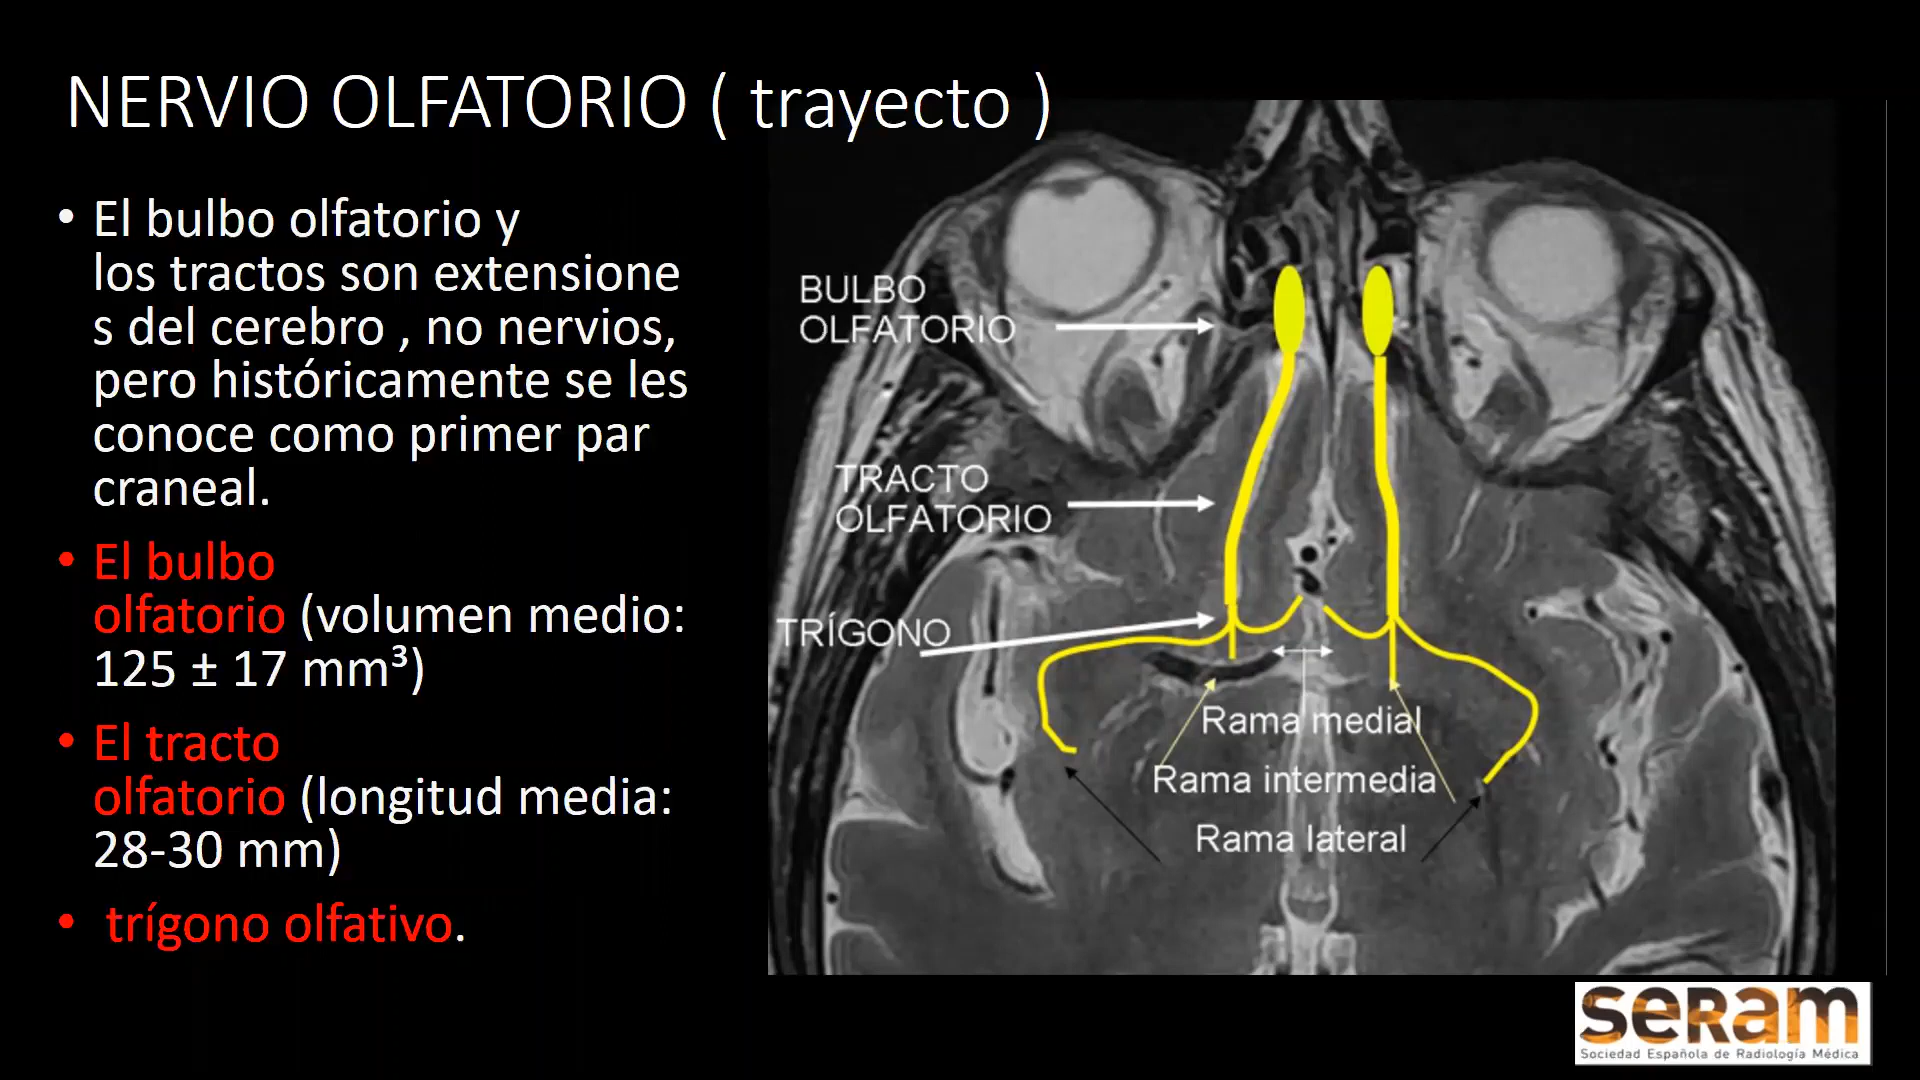 NERVIO OLFATORIO ( trayecto )
• El bulbo olfatorio y
los tractos son extensione
s del cerebro , no nervios,
pero históricamente se les
conoce como primer par
craneal.
• El bulbo
olfatorio (volumen medio:
125 ± 17 mm³)
• El tracto
olfatorio (longitud media:
28-30 mm)
• trígono olfativo.
BULBO
OLFATORIO
TRACTO
OLFATORIO
TRÍGONO
Rama medial
Rama intermedia
Rama lateral
seRam
Sociedad Española de Radiología Médica